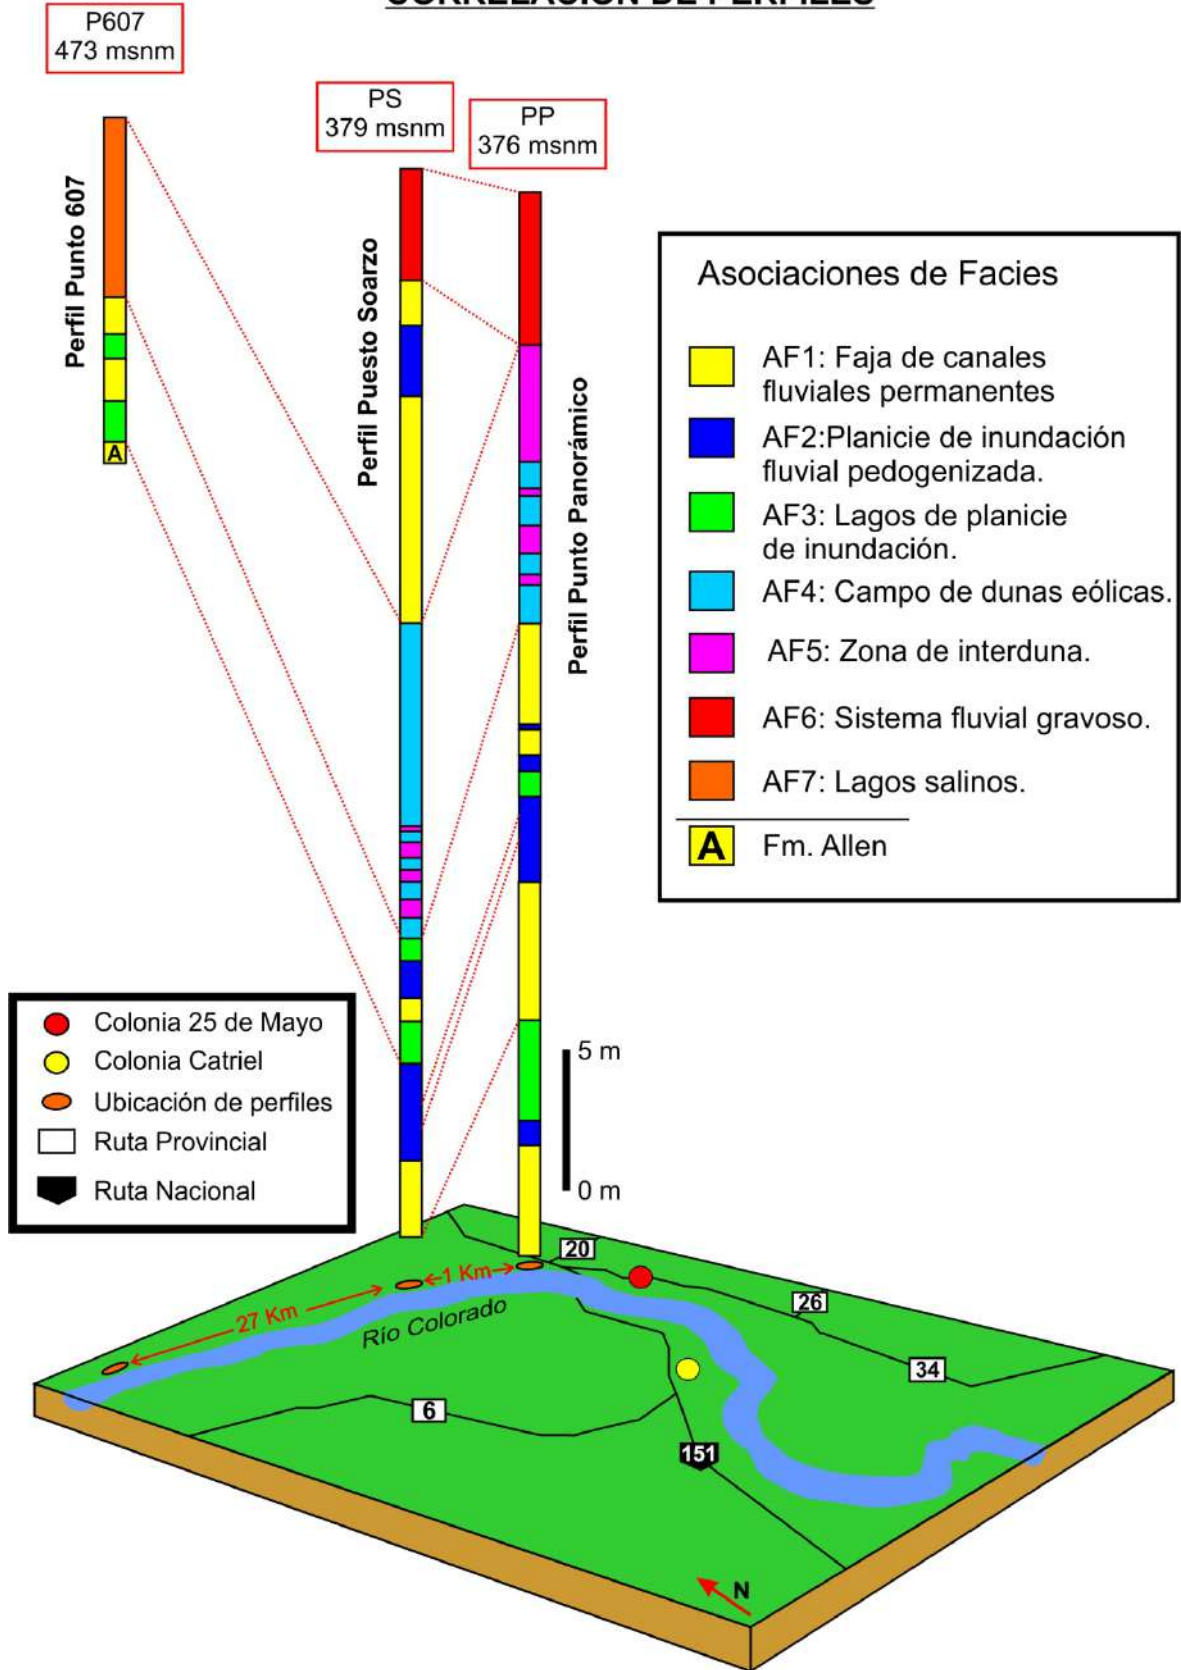 CORRELACIÓN DE PERFILES
P607
473 msnm
PS
379 msnm
PP
376 msnm
Perfil Punto 607
Perfil Puesto Soarzo
Perfil Punto Panorámico
A
Asociaciones de Facies
AF1: Faja de canales
fluviales permanentes
AF2:Planicie de inundación
fluvial pedogenizada.
AF3: Lagos de planicie
de inundación.
AF4: Campo de dunas eólicas.
AF5: Zona de interduna.
AF6: Sistema fluvial gravoso.
AF7: Lagos salinos.
A Fm. Allen
Colonia 25 de Mayo
Colonia Catriel
Ubicación de perfiles
Ruta Provincial
Ruta Nacional
5 m
0 m
20
1 Km
27 Km
Río Colorado
26
34
6
151
N